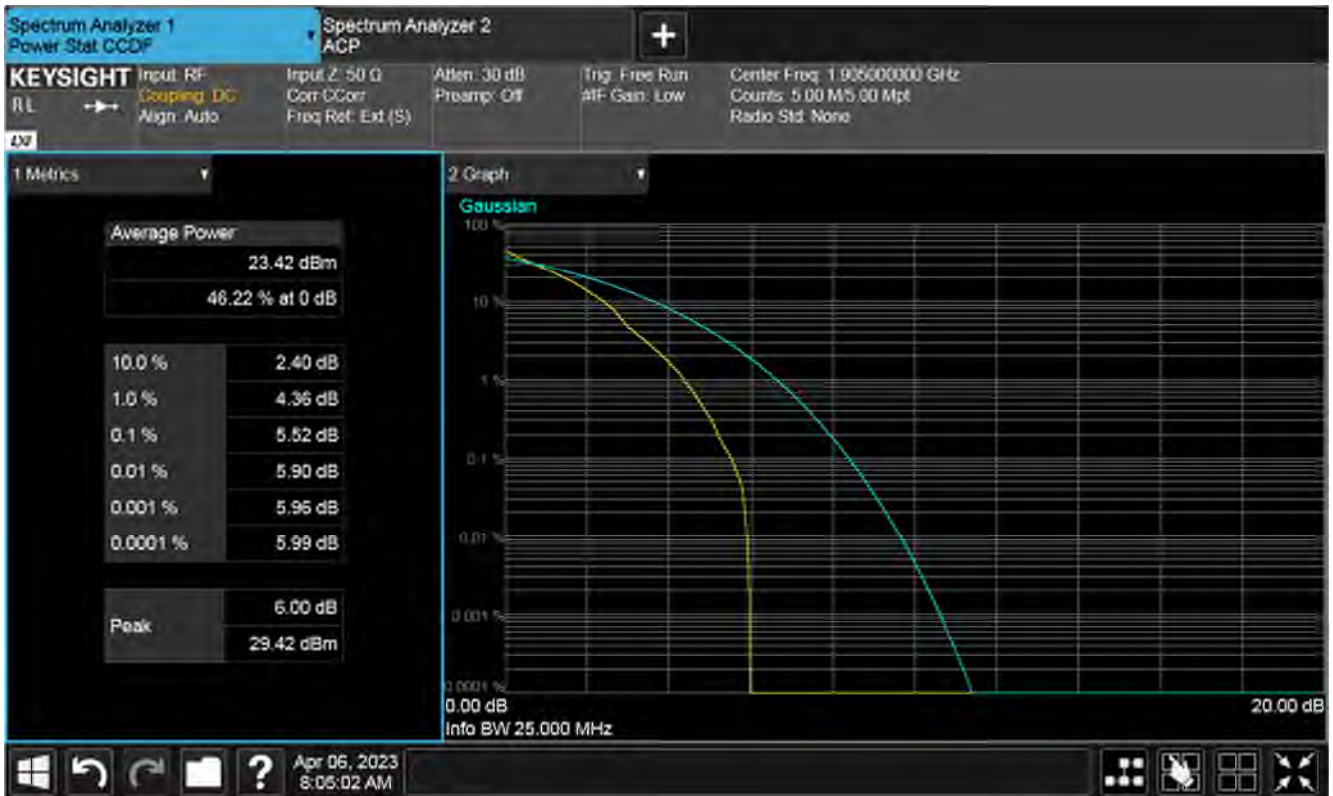 Spectrum Analyzer 1
Power Stat CCDF
Spectrum Analyzer 2
ACP
KEYSIGHT
RL
LXI
Input: RF
Coupling: DC
Align: Auto
Input Z: 50 Ω
Corr CCorr
Freq Ref: Ext (S)
Atten: 30 dB
Preamp: Off
Trig: Free Run
#IF Gain: Low
Center Freq: 1.905000000 GHz
Counts: 5.00 M/5.00 Mpt
Radio Std: None
1 Metrics
Average Power
23.42 dBm
46.22 % at 0 dB
10.0 % 2.40 dB
1.0 % 4.36 dB
0.1 % 5.52 dB
0.01 % 5.90 dB
0.001 % 5.96 dB
0.0001 % 5.99 dB
Peak
6.00 dB
29.42 dBm
2 Graph
Gaussian
100 %
10 %
1 %
0.1 %
0.01 %
0.001 %
0.0001 %
0.00 dB 20.00 dB
Info BW 25.000 MHz
?
Apr 06, 2023
8:05:02 AM